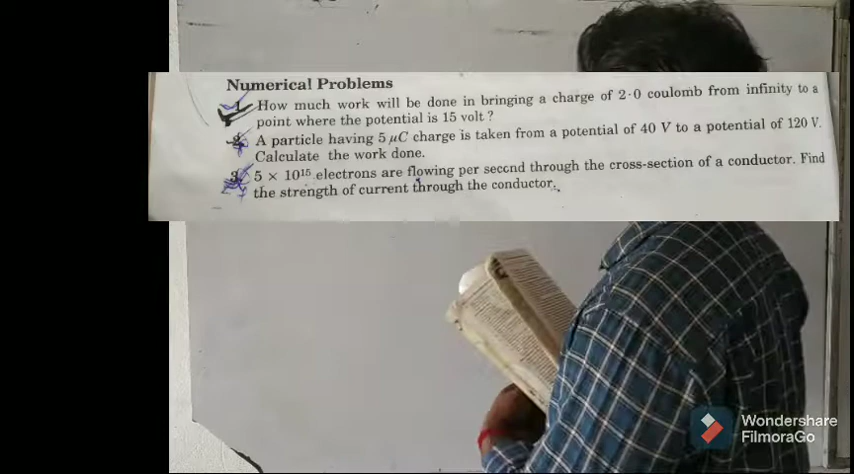 Numerical Problems
1. How much work will be done in bringing a charge of 2·0 coulomb from infinity to a
point where the potential is 15 volt ?
2. A particle having 5 μC charge is taken from a potential of 40 V to a potential of 120 V.
Calculate the work done.
3. 5 × 10¹⁵ electrons are flowing per second through the cross-section of a conductor. Find
the strength of current through the conductor.
Wondershare
FilmoraGo